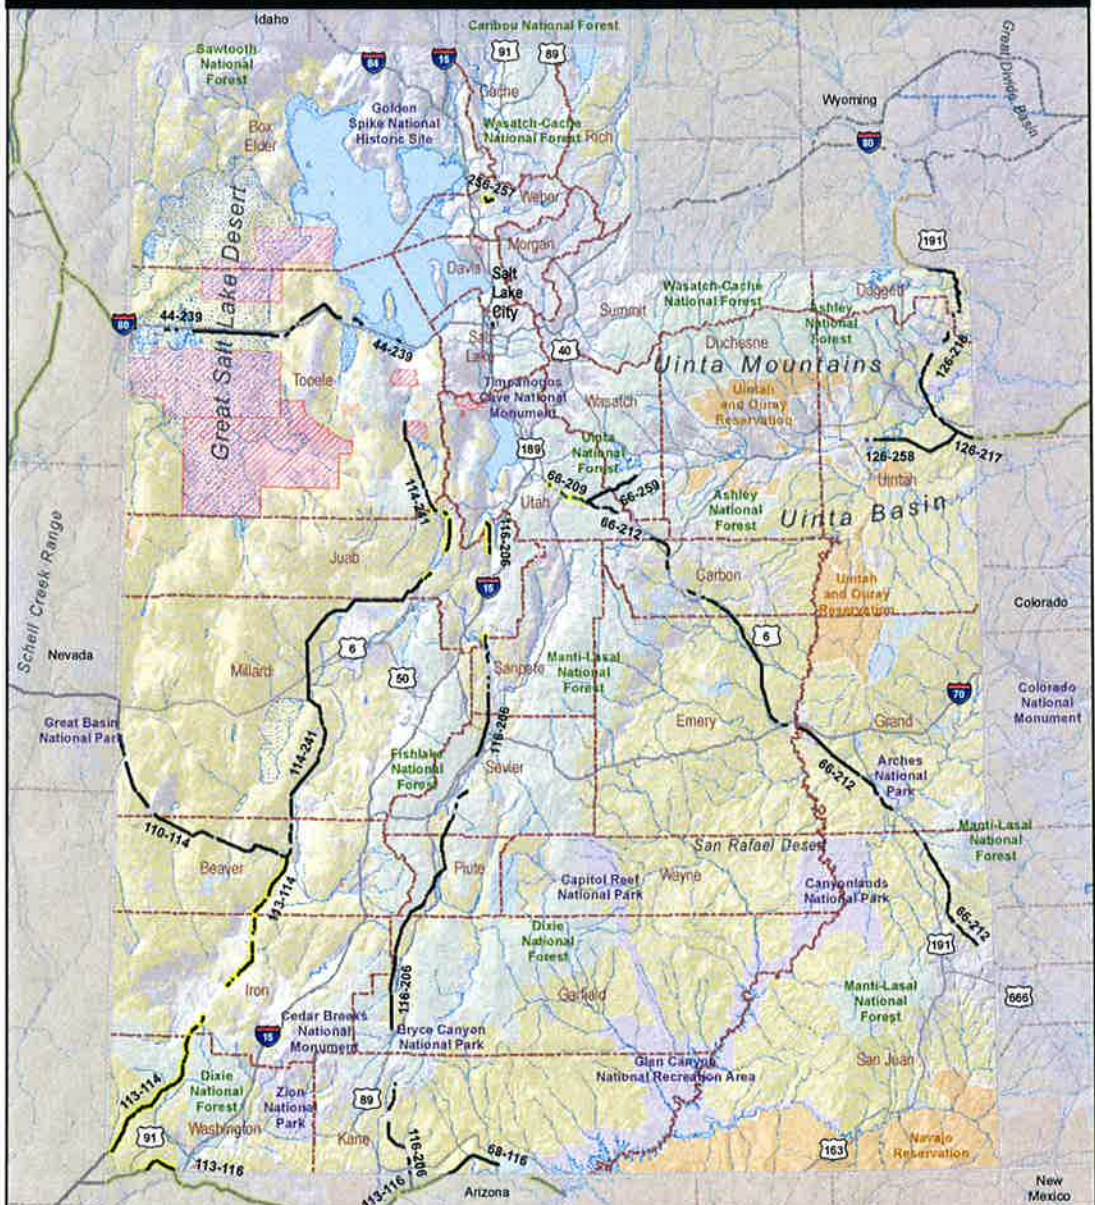 Idaho
Caribou National Forest
Sawtooth
National
Forest
84
15
91
89
Cache
Great Divide Basin
Wyoming
Golden
Spike National
Historic Site
Box
Elder
Wasatch-Cache
National Forest
Rich
80
256-257
Weber
Great Salt Lake Desert
Morgan
Davis
Salt
Lake
City
191
Wasatch-Cache
National Forest
Daggett
Ashley
National
Forest
Summit
80
44-239
44-239
Salt
Lake
40
Duchesne
Uinta Mountains
126-218
Tooele
Timpanogos
Cave National
Monument
Wasatch
Uintah
and Ouray
Reservation
189
Uinta
National
Forest
126-258
126-217
Uintah
114-241
66-209
66-259
Utah
66-212
Ashley
National
Forest
Uinta Basin
116-206
Schell Creek Range
Juab
15
Carbon
Uintah
and Ouray
Reservation
Colorado
Nevada
6
6
Millard
50
Sanpete
Manti-Lasal
National
Forest
70
Colorado
National
Monument
Great Basin
National Park
Emery
Grand
114-241
116-206
Fishlake
National
Forest
Sevier
66-212
Arches
National
Park
110-114
Beaver
Manti-Lasal
National
Forest
San Rafael Desert
Piute
Capitol Reef
National Park
Wayne
Canyonlands
National Park
113-114
66-212
Dixie
National
Forest
191
116-206
Iron
Garfield
Manti-Lasal
National
Forest
666
Cedar Breaks
National
Monument
15
Bryce Canyon
National Park
Glen Canyon
National Recreation Area
San Juan
113-114
Dixie
National
Forest
Zion
National
Park
89
91
Washington
Kane
163
Navajo
Reservation
113-116
116-206
68-116
113-116
Arizona
New
Mexico